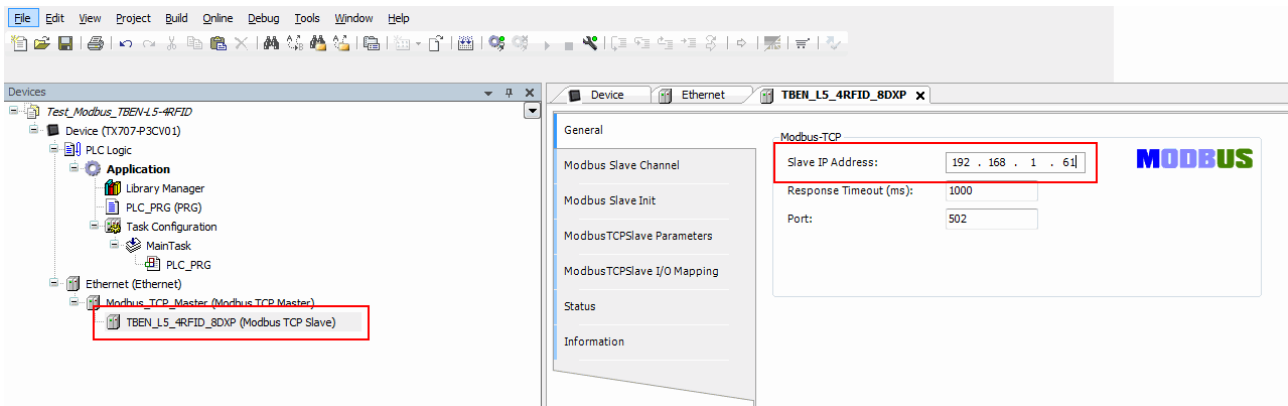 File Edit View Project Build Online Debug Tools Window Help
Devices
Test_Modbus_TBEN-L5-4RFID
Device (TX707-P3CV01)
PLC Logic
Application
Library Manager
PLC_PRG (PRG)
Task Configuration
MainTask
PLC_PRG
Ethernet (Ethernet)
Modbus_TCP_Master (Modbus TCP Master)
TBEN_L5_4RFID_8DXP (Modbus TCP Slave)
Device Ethernet TBEN_L5_4RFID_8DXP
General
Modbus Slave Channel
Modbus Slave Init
ModbusTCPSlave Parameters
ModbusTCPSlave I/O Mapping
Status
Information
Modbus-TCP
Slave IP Address: 192 . 168 . 1 . 61
Response Timeout (ms): 1000
Port: 502
MODBUS